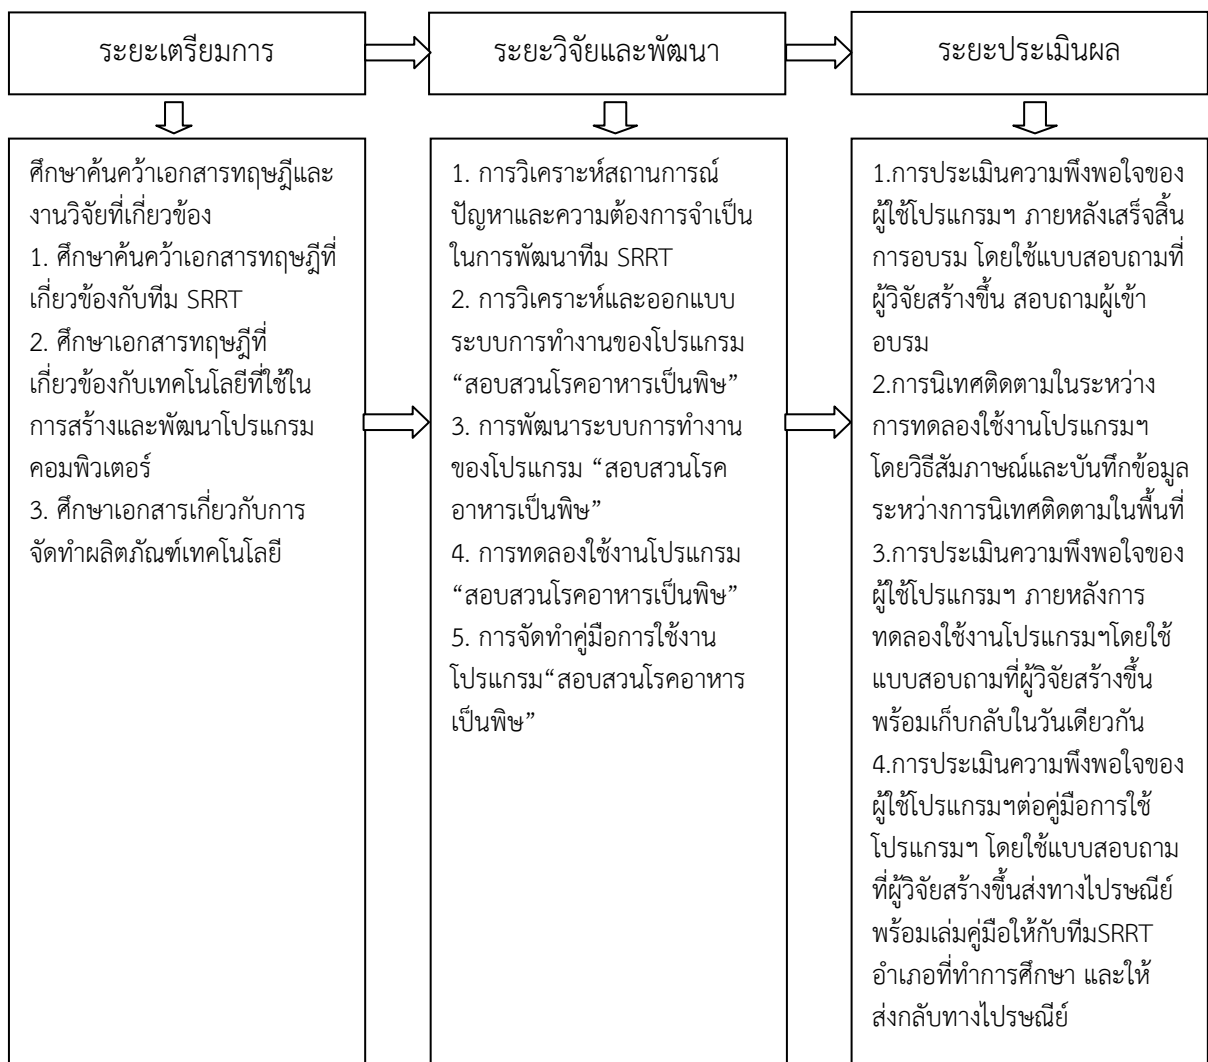 ระยะเตรียมการ
ระยะวิจัยและพัฒนา
ระยะประเมินผล
ศึกษาค้นคว้าเอกสารทฤษฎีและ
งานวิจัยที่เกี่ยวข้อง
1. ศึกษาค้นคว้าเอกสารทฤษฎีที่
เกี่ยวข้องกับทีม SRRT
2. ศึกษาเอกสารทฤษฎีที่
เกี่ยวข้องกับเทคโนโลยีที่ใช้ใน
การสร้างและพัฒนาโปรแกรม
คอมพิวเตอร์
3. ศึกษาเอกสารเกี่ยวกับการ
จัดทำผลิตภัณฑ์เทคโนโลยี
1. การวิเคราะห์สถานการณ์
ปัญหาและความต้องการจำเป็น
ในการพัฒนาทีม SRRT
2. การวิเคราะห์และออกแบบ
ระบบการทำงานของโปรแกรม
“สอบสวนโรคอาหารเป็นพิษ”
3. การพัฒนาระบบการทำงาน
ของโปรแกรม “สอบสวนโรค
อาหารเป็นพิษ”
4. การทดลองใช้งานโปรแกรม
“สอบสวนโรคอาหารเป็นพิษ”
5. การจัดทำคู่มือการใช้งาน
โปรแกรม“สอบสวนโรคอาหาร
เป็นพิษ”
1.การประเมินความพึงพอใจของ
ผู้ใช้โปรแกรมฯ ภายหลังเสร็จสิ้น
การอบรม โดยใช้แบบสอบถามที่
ผู้วิจัยสร้างขึ้น สอบถามผู้เข้า
อบรม
2.การนิเทศติดตามในระหว่าง
การทดลองใช้งานโปรแกรมฯ
โดยวิธีสัมภาษณ์และบันทึกข้อมูล
ระหว่างการนิเทศติดตามในพื้นที่
3.การประเมินความพึงพอใจของ
ผู้ใช้โปรแกรมฯ ภายหลังการ
ทดลองใช้งานโปรแกรมฯโดยใช้
แบบสอบถามที่ผู้วิจัยสร้างขึ้น
พร้อมเก็บกลับในวันเดียวกัน
4.การประเมินความพึงพอใจของ
ผู้ใช้โปรแกรมฯต่อคู่มือการใช้
โปรแกรมฯ โดยใช้แบบสอบถาม
ที่ผู้วิจัยสร้างขึ้นส่งทางไปรษณีย์
พร้อมเล่มคู่มือให้กับทีมSRRT
อำเภอที่ทำการศึกษา และให้
ส่งกลับทางไปรษณีย์